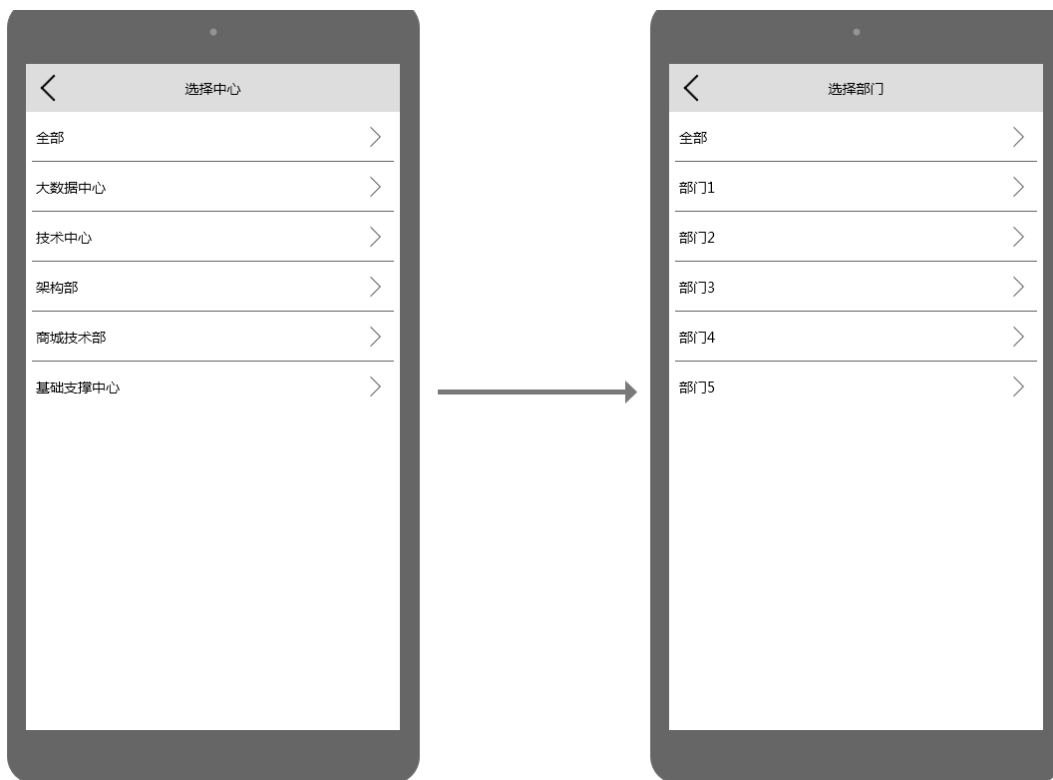 选择中心
全部
大数据中心
技术中心
架构部
商城技术部
基础支撑中心
选择部门
全部
部门1
部门2
部门3
部门4
部门5